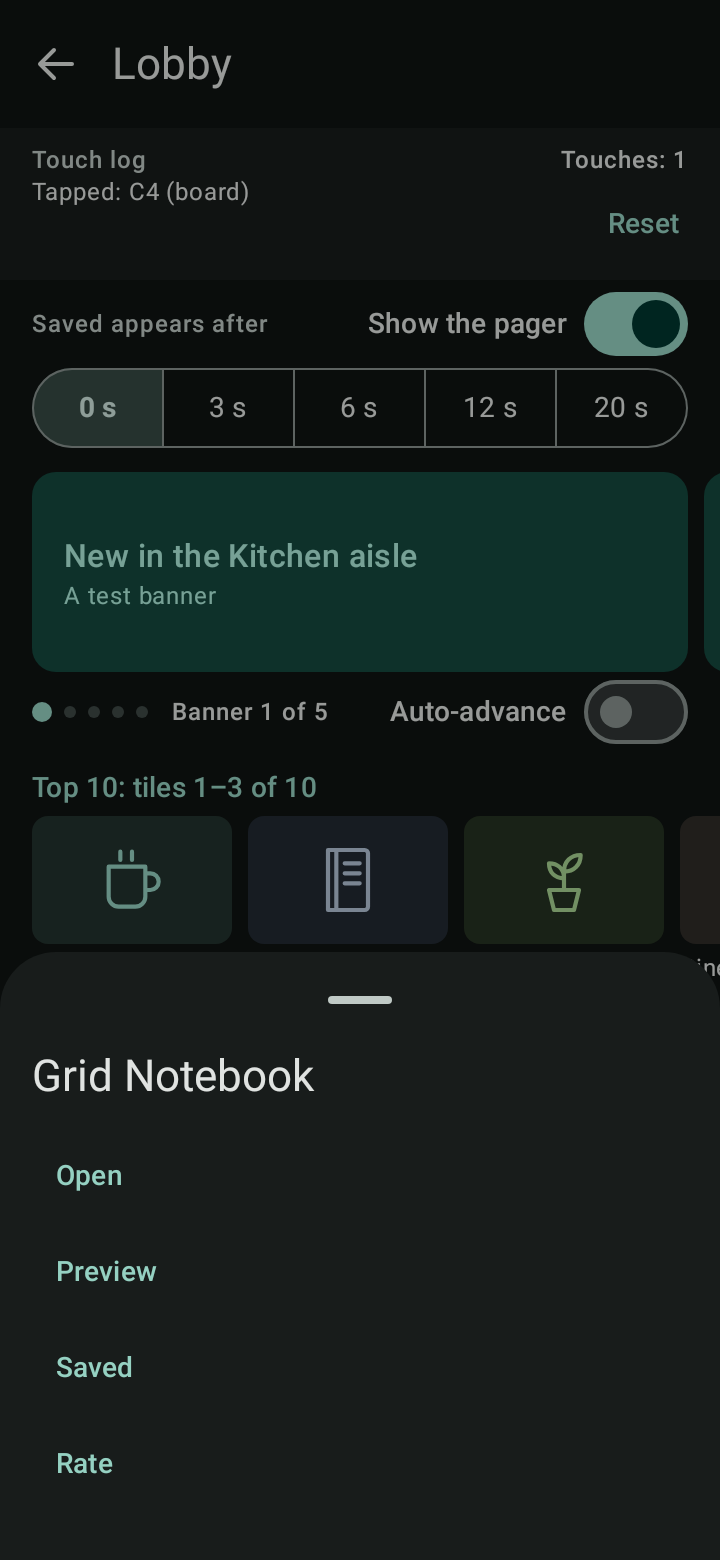 Lobby
Touch log
Touches: 1
Tapped: C4 (board)
Reset
Saved appears after
Show the pager
0 s
3 s
6 s
12 s
20 s
New in the Kitchen aisle
A test banner
Banner 1 of 5
Auto-advance
Top 10: tiles 1–3 of 10
Grid Notebook
Open
Preview
Saved
Rate